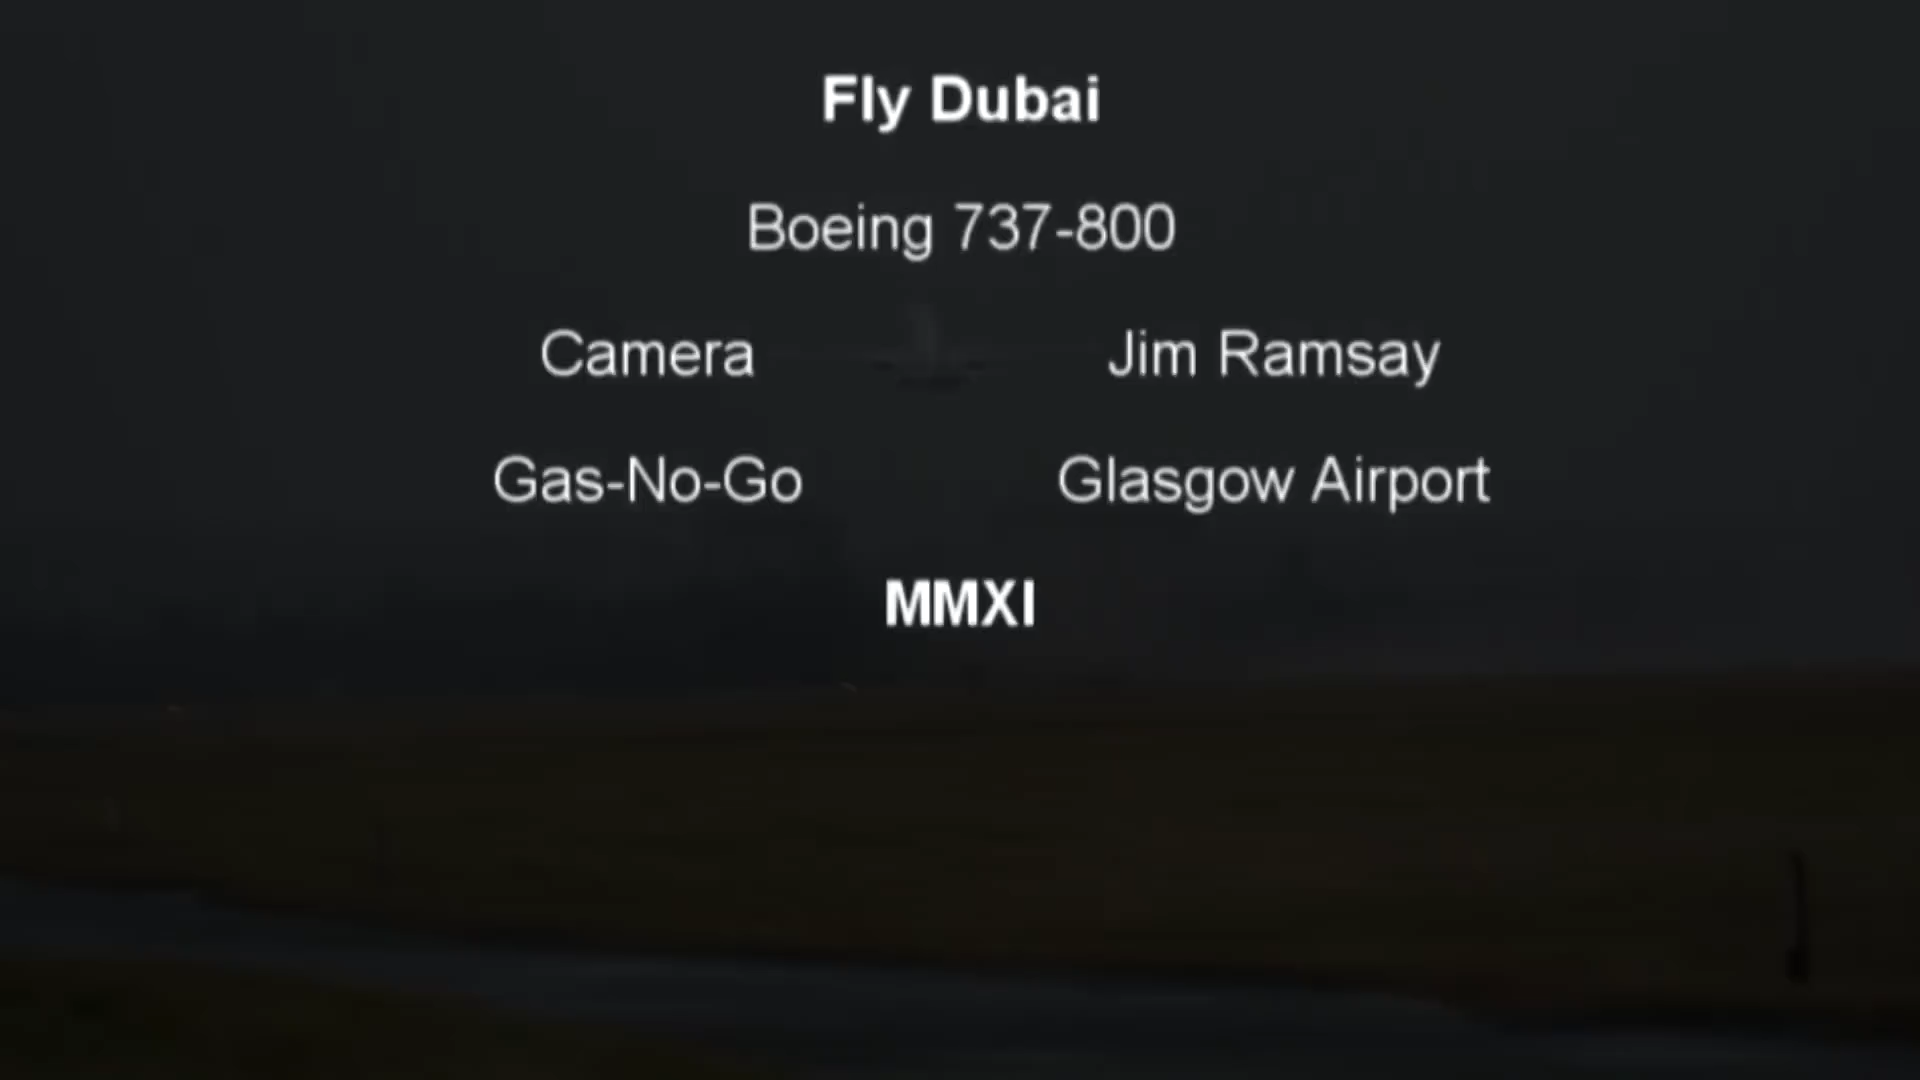 Fly Dubai
Boeing 737-800
Camera Jim Ramsay
Gas-No-Go Glasgow Airport
MMXI